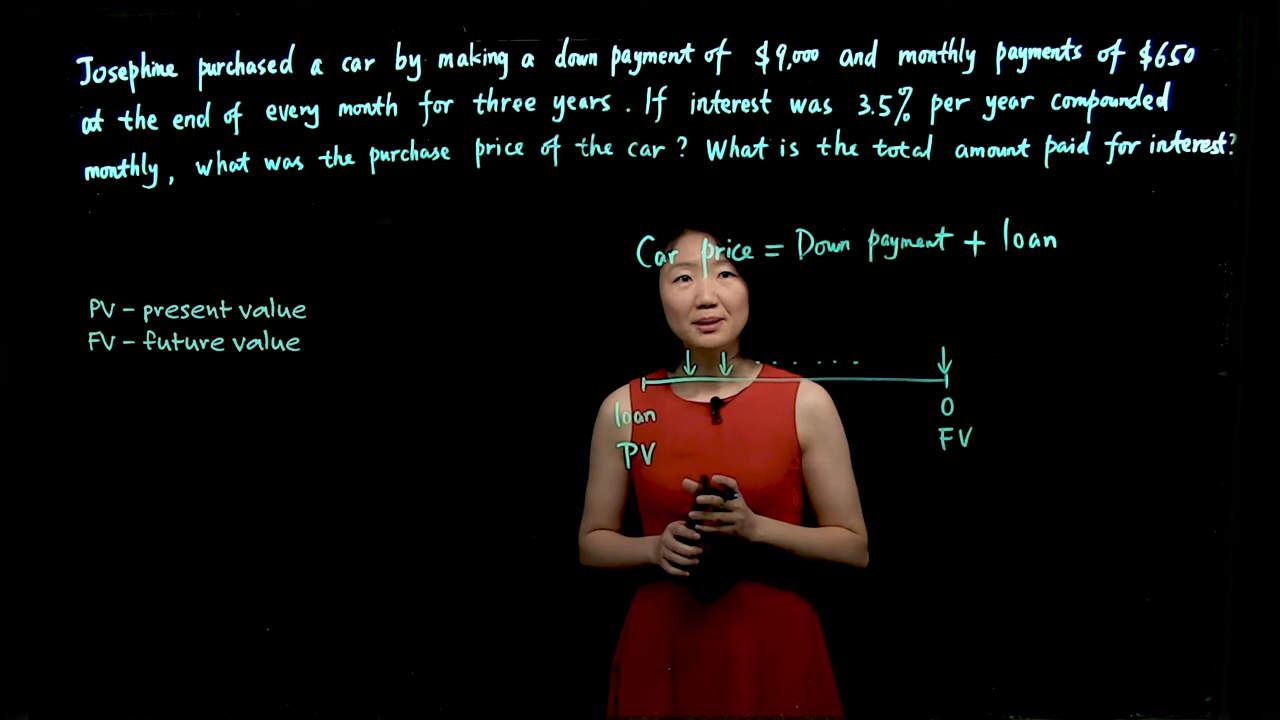 Josephine purchased a car by making a down payment of $9,000 and monthly payments of $650
at the end of every month for three years. If interest was 3.5% per year compounded
monthly, what was the purchase price of the car? What is the total amount paid for interest?
Car price = Down payment + loan
PV - present value
FV - future value
. . . . . . .
loan 0
PV FV